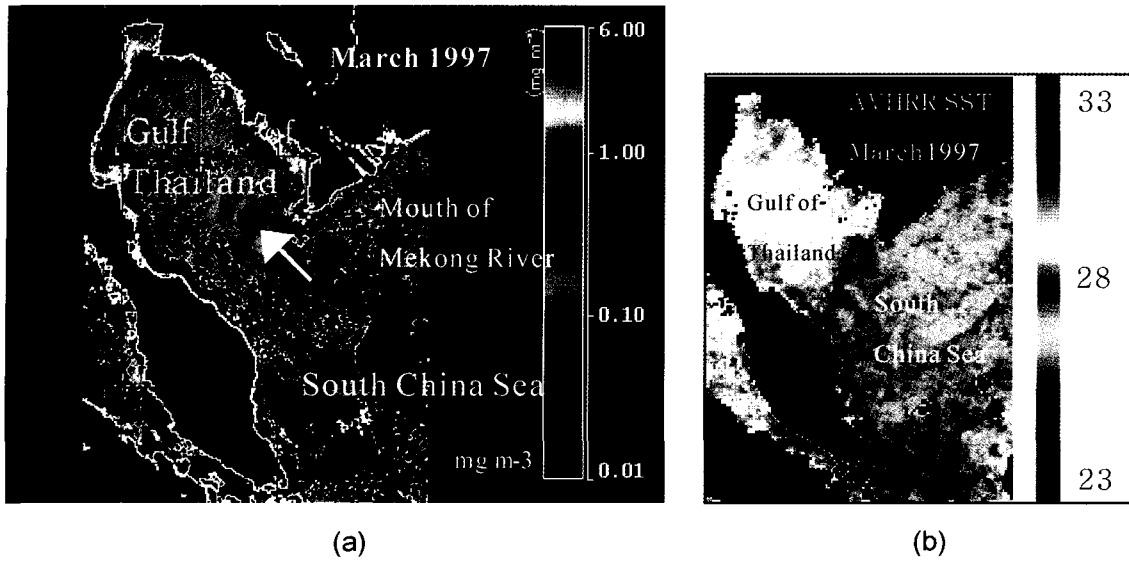 March 1997
Gulf of
Thailand
Mouth of
Mekong River
South China Sea
mg m-3
6.00
(mg m
1.00
0.10
0.01
(a)
AVHRR SST
March 1997
Gulf of
Thailand
South
China Sea
33
28
23
(b)